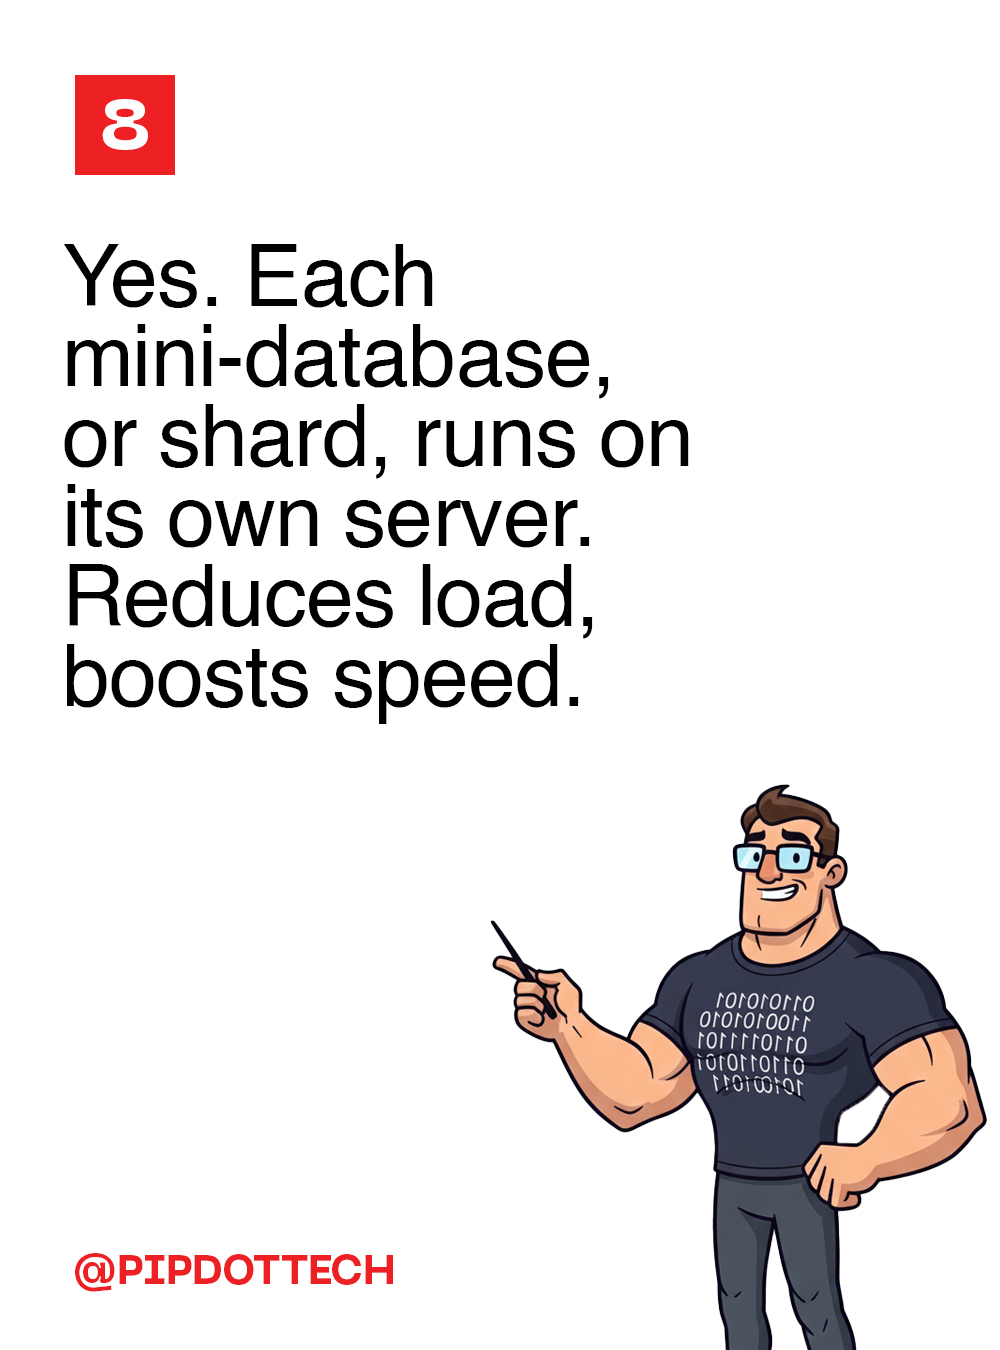 8
Yes. Each
mini-database,
or shard, runs on
its own server.
Reduces load,
boosts speed.
@PIPDOTTECH